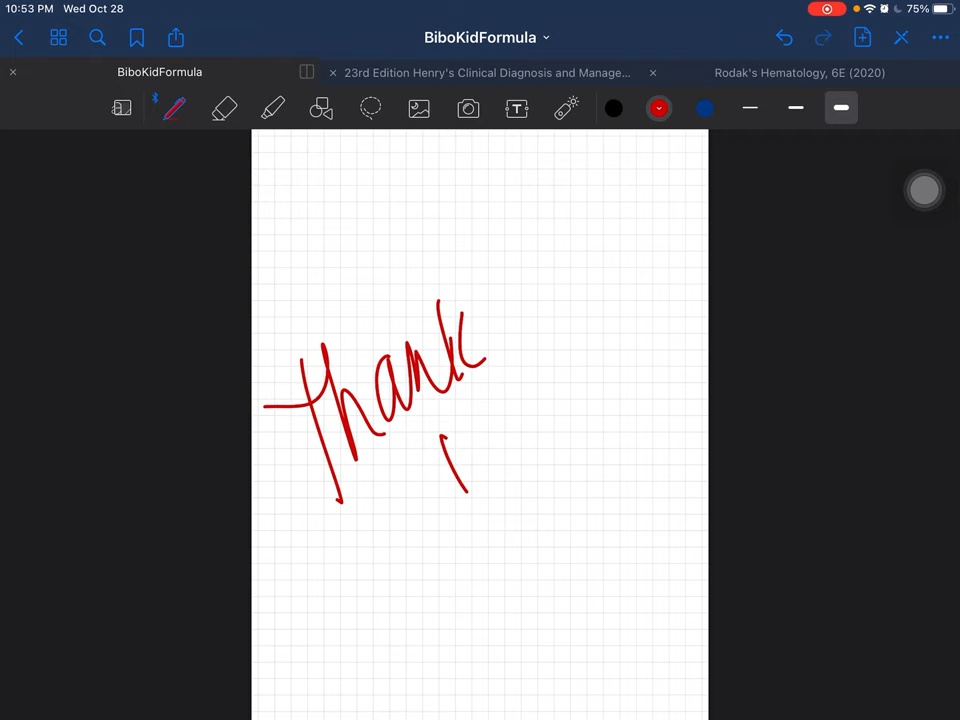 10:53 PM Wed Oct 28 75%
BiboKidFormula
BiboKidFormula 23rd Edition Henry's Clinical Diagnosis and Manage... Rodak's Hematology, 6E (2020)
T
Thank